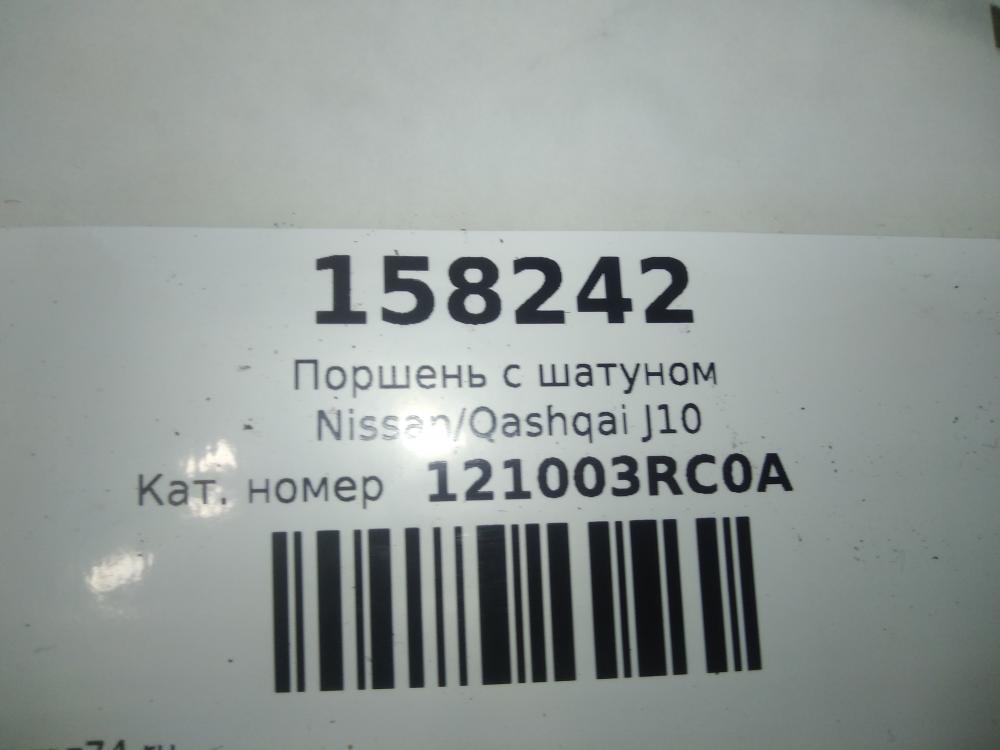 158242
Поршень с шатуном
Nissan/Qashqai J10
Кат. номер 121003RC0A